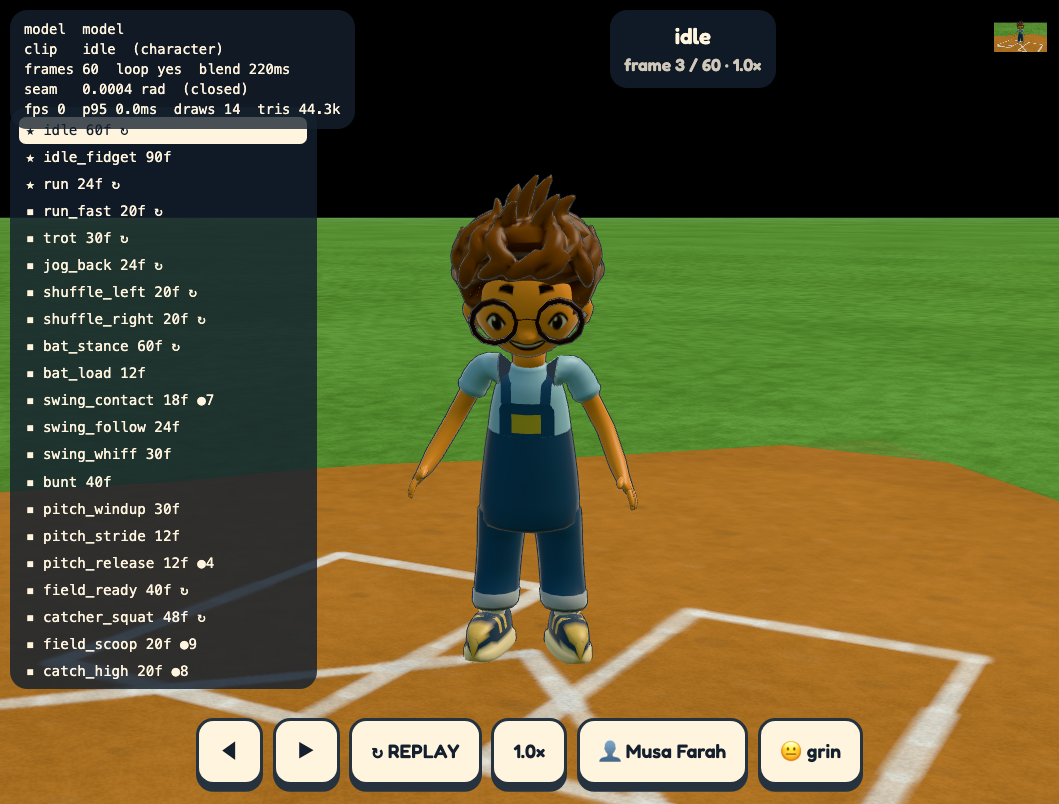 model  model
clip   idle  (character)
frames 60  loop yes  blend 220ms
seam   0.0004 rad  (closed)
fps 0  p95 0.0ms  draws 14  tris 44.3k
idle
frame 3 / 60 · 1.0×
★ idle 60f ↻
★ idle_fidget 90f
★ run 24f ↻
▪ run_fast 20f ↻
▪ trot 30f ↻
▪ jog_back 24f ↻
▪ shuffle_left 20f ↻
▪ shuffle_right 20f ↻
▪ bat_stance 60f ↻
▪ bat_load 12f
▪ swing_contact 18f ●7
▪ swing_follow 24f
▪ swing_whiff 30f
▪ bunt 40f
▪ pitch_windup 30f
▪ pitch_stride 12f
▪ pitch_release 12f ●4
▪ field_ready 40f ↻
▪ catcher_squat 48f ↻
▪ field_scoop 20f ●9
▪ catch_high 20f ●8
◀ ▶ ↻ REPLAY 1.0× 👤 Musa Farah 😐 grin